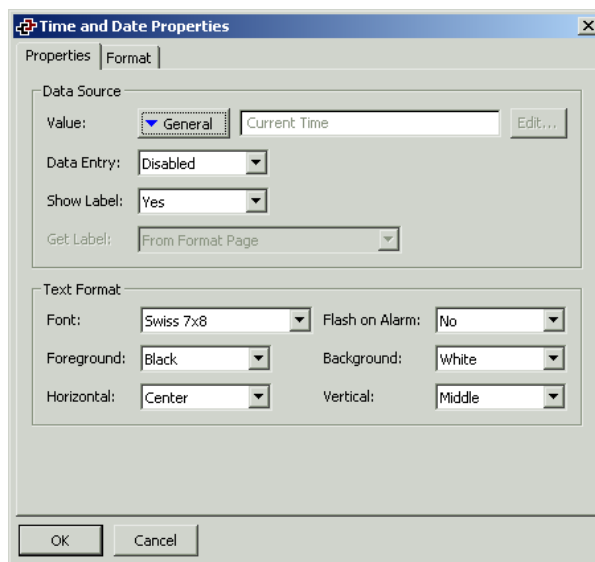 Time and Date Properties
Properties Format
Data Source
Value: General Current Time Edit...
Data Entry: Disabled
Show Label: Yes
Get Label: From Format Page
Text Format
Font: Swiss 7x8 Flash on Alarm: No
Foreground: Black Background: White
Horizontal: Center Vertical: Middle
OK Cancel